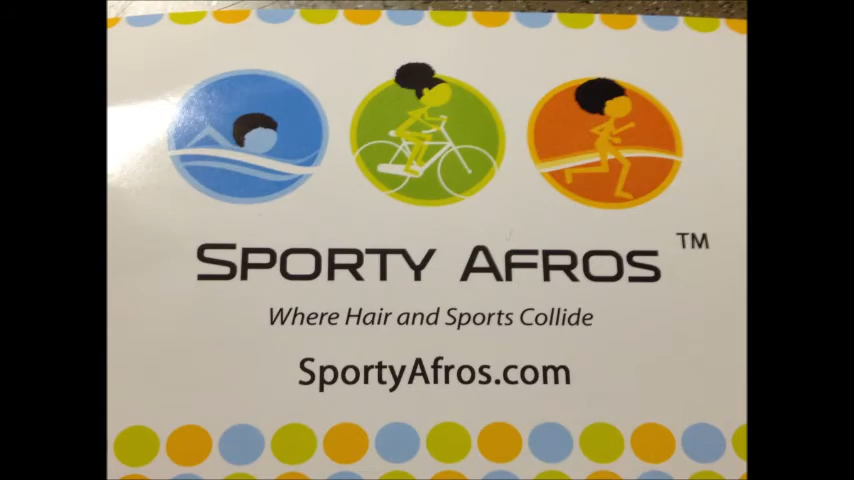 SPORTY AFROS ™
Where Hair and Sports Collide
SportyAfros.com